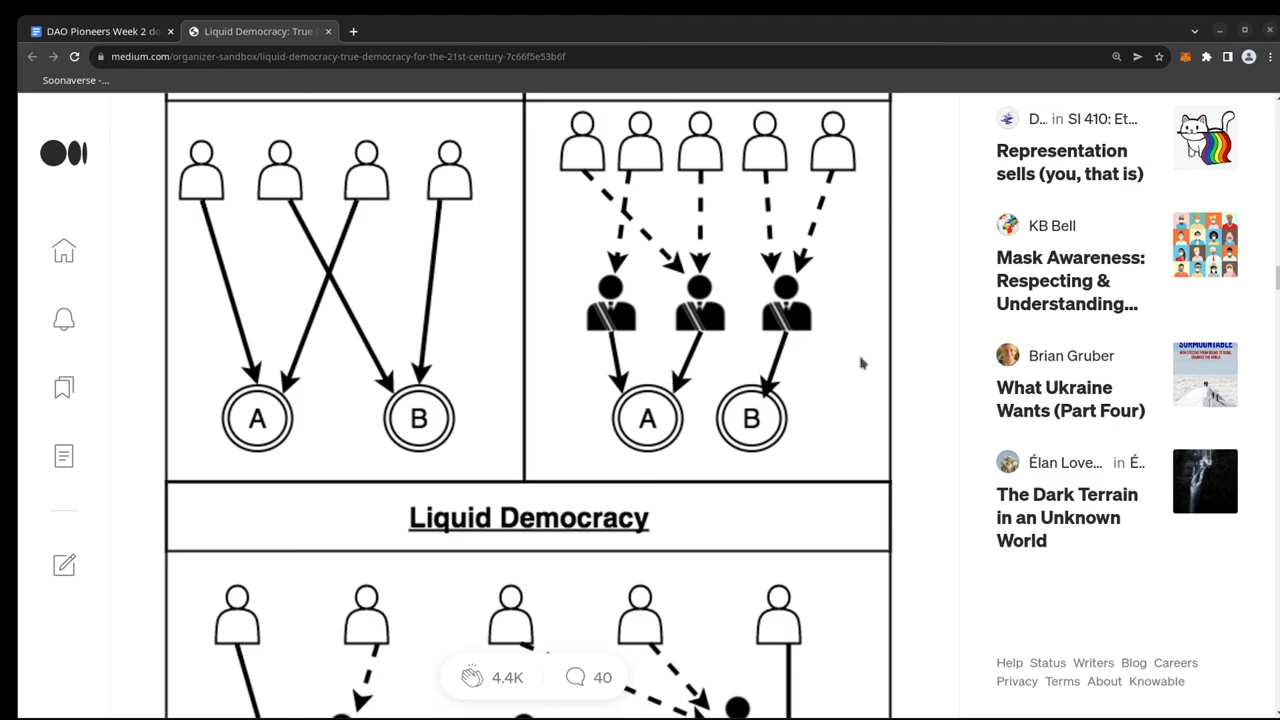 DAO Pioneers Week 2 do
Liquid Democracy: True
medium.com/organizer-sandbox/liquid-democracy-true-democracy-for-the-21st-century-7c66f5e53b6f
Soonaverse -...
A
B
A
B
Liquid Democracy
4.4K
40
D... in SI 410: Et...
Representation
sells (you, that is)
KB Bell
Mask Awareness:
Respecting &
Understanding...
Brian Gruber
What Ukraine
Wants (Part Four)
SURMOUNTABLE
Élan Love... in É..
The Dark Terrain
in an Unknown
World
Help Status Writers Blog Careers
Privacy Terms About Knowable